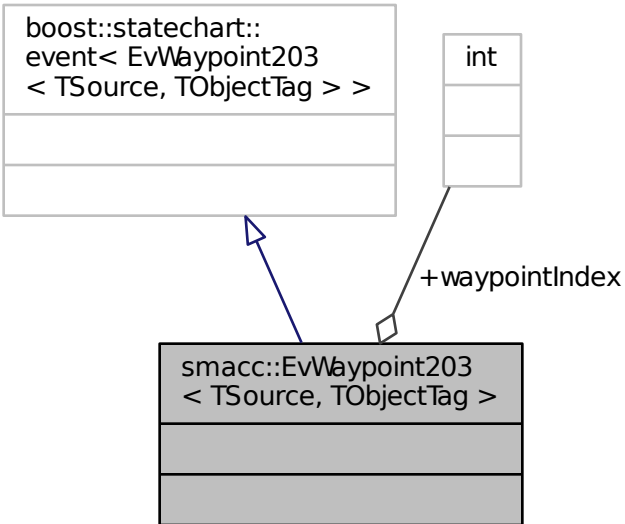 boost::statechart::
event< EvWaypoint203
< TSource, TObjectTag > >
int
+waypointIndex
smacc::EvWaypoint203
< TSource, TObjectTag >